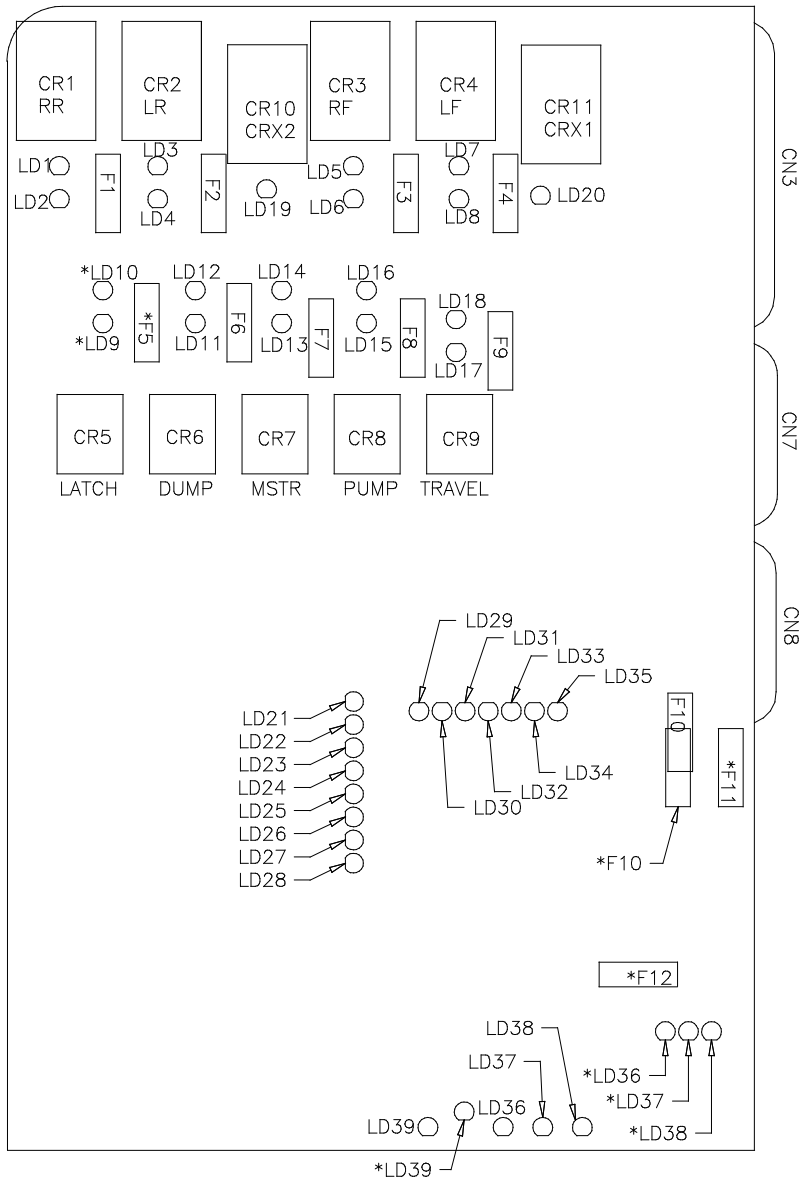 CR1
RR
CR2
LR
CR10
CRX2
CR3
RF
CR4
LF
CR11
CRX1
CN3
LD1
LD2
F1
LD3
LD4
F2
LD19
LD5
LD6
F3
LD7
LD8
F4
LD20
*LD10
*LD9
*F5
LD12
LD11
F6
LD14
LD13
F7
LD16
LD15
F8
LD18
LD17
F9
CN7
CR5
CR6
CR7
CR8
CR9
LATCH
DUMP
MSTR
PUMP
TRAVEL
CN8
LD29
LD31
LD33
LD35
LD21
LD22
LD23
LD24
LD25
LD26
LD27
LD28
LD34
LD32
LD30
F10
*F11
*F10
*F12
LD38
LD37
*LD36
*LD37
*LD38
LD39
LD36
*LD39